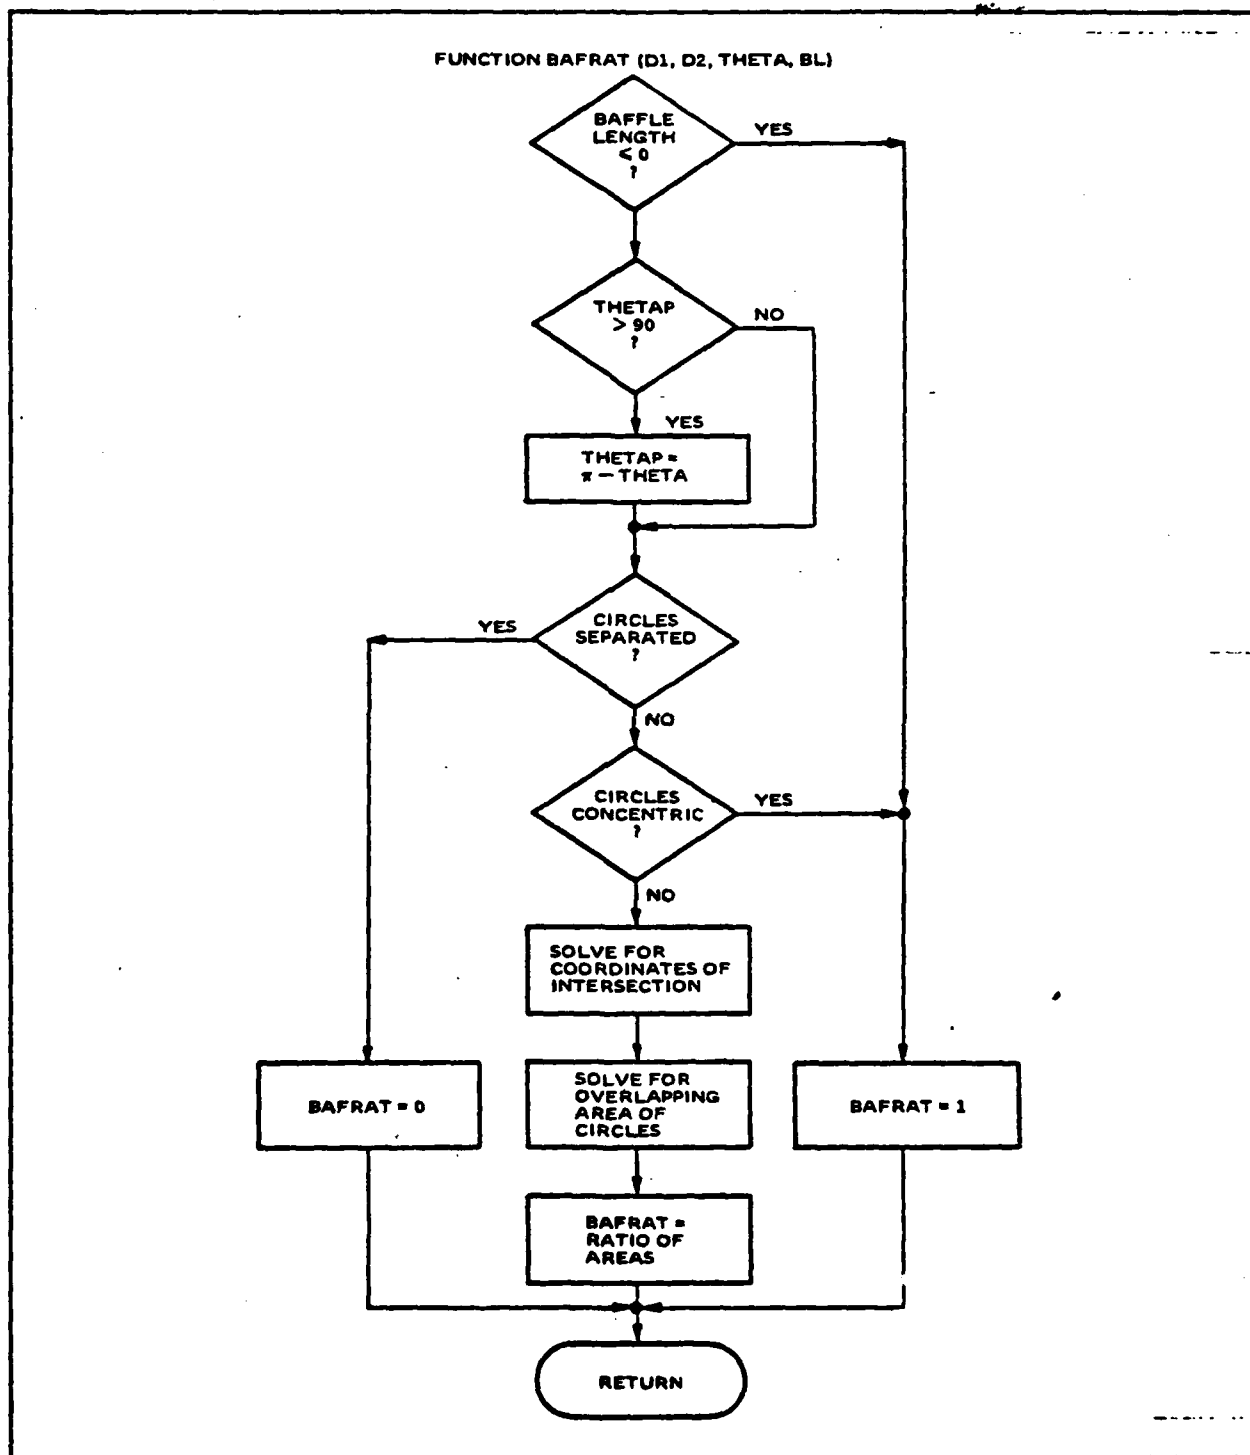 FUNCTION BAFRAT (D1, D2, THETA, BL)
BAFFLE
LENGTH
≤ 0
?
YES
THETAP
> 90
?
NO
YES
THETAP =
π – THETA
CIRCLES
SEPARATED
?
YES
NO
CIRCLES
CONCENTRIC
?
YES
NO
SOLVE FOR
COORDINATES OF
INTERSECTION
BAFRAT = 0
SOLVE FOR
OVERLAPPING
AREA OF
CIRCLES
BAFRAT = 1
BAFRAT =
RATIO OF
AREAS
RETURN